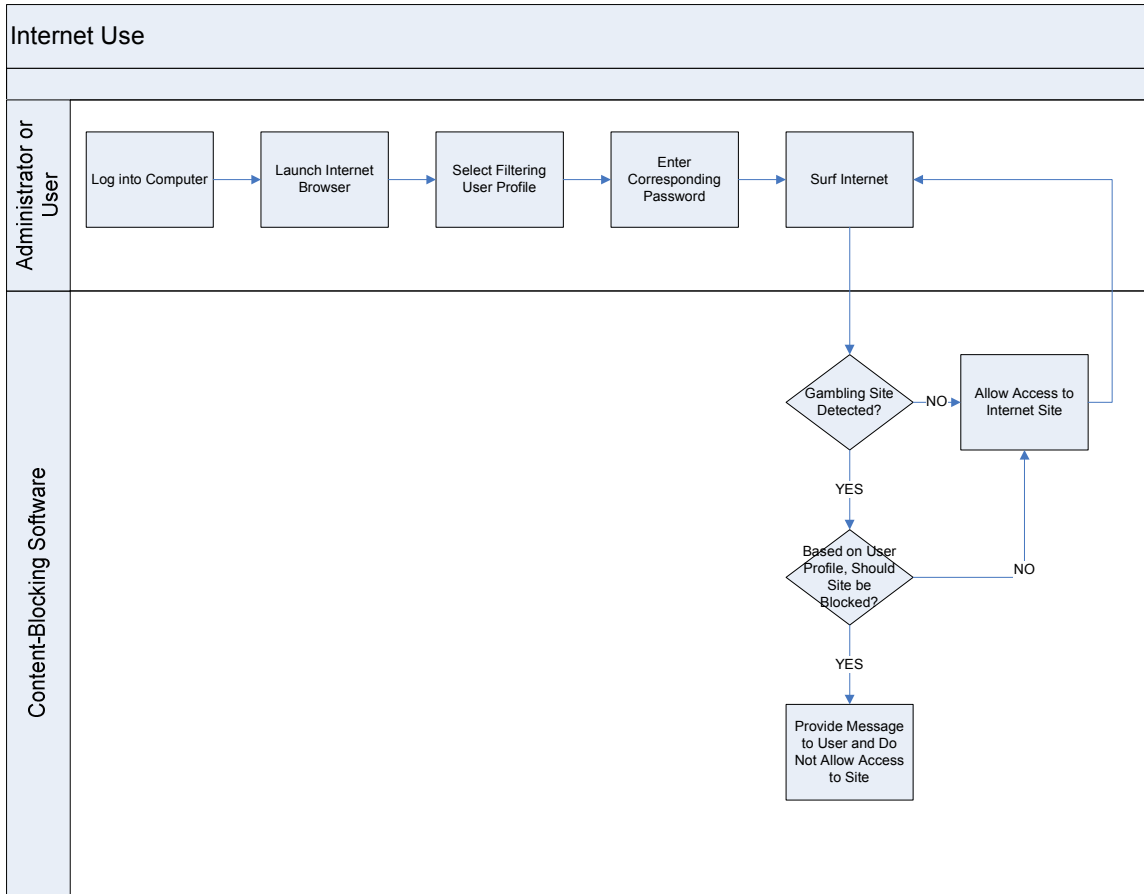 Internet Use
Administrator or
User
Log into Computer
Launch Internet
Browser
Select Filtering
User Profile
Enter
Corresponding
Password
Surf Internet
Content-Blocking Software
Gambling Site
Detected?
NO
Allow Access to
Internet Site
YES
Based on User
Profile, Should
Site be
Blocked?
NO
YES
Provide Message
to User and Do
Not Allow Access
to Site